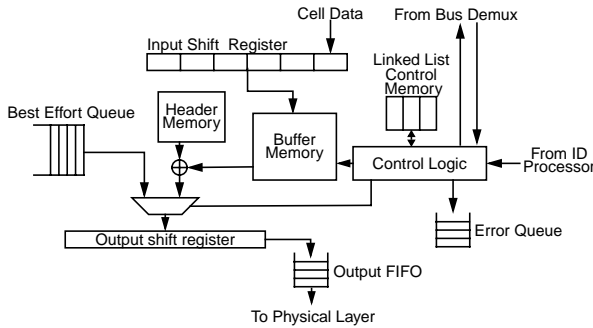 Cell Data
From Bus Demux
Input Shift Register
Linked List
Control
Memory
Best Effort Queue
Header
Memory
Buffer
Memory
Control Logic
From ID
Processor
Output shift register
Error Queue
Output FIFO
To Physical Layer